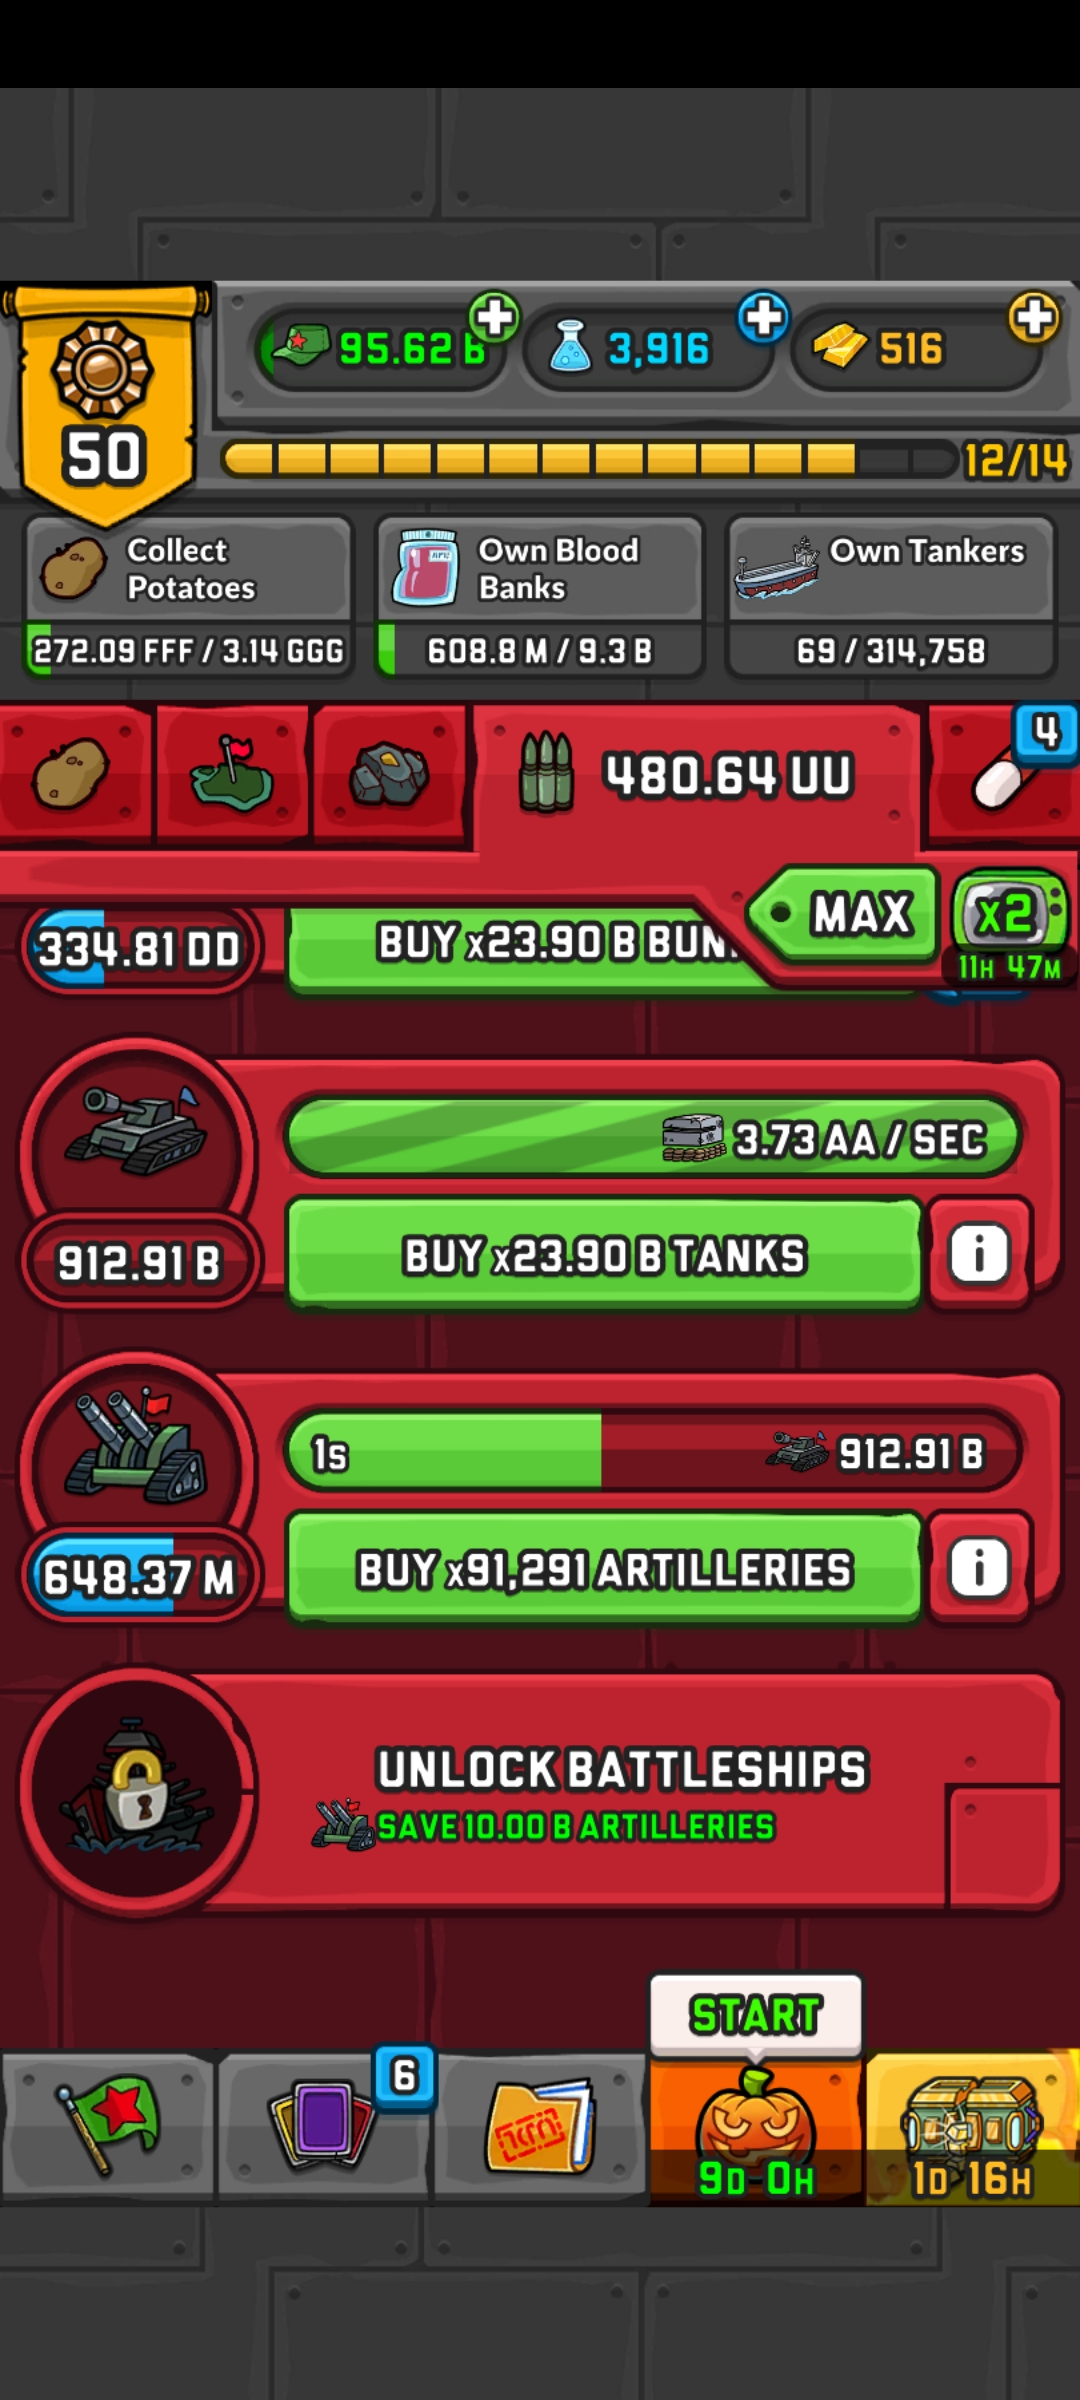 50
95.62 B
3,916
516
12/14
Collect
Potatoes
272.09 FFF / 3.14 GGG
Own Blood
Banks
608.8 M / 9.3 B
Own Tankers
69 / 314,758
480.64 UU
4
MAX
x2
11H 47M
334.81 DD
BUY x23.90 B BUN
3.73 AA / SEC
912.91 B
BUY x23.90 B TANKS
i
1s
912.91 B
648.37 M
BUY x91,291 ARTILLERIES
i
UNLOCK BATTLESHIPS
SAVE 10.00 B ARTILLERIES
START
6
9D 0H
1D 16H